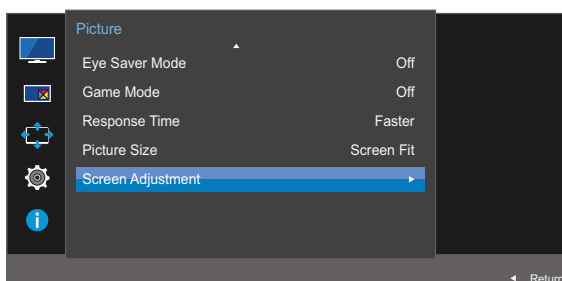 Picture
Eye Saver Mode Off
Game Mode Off
Response Time Faster
Picture Size Screen Fit
Screen Adjustment
Return